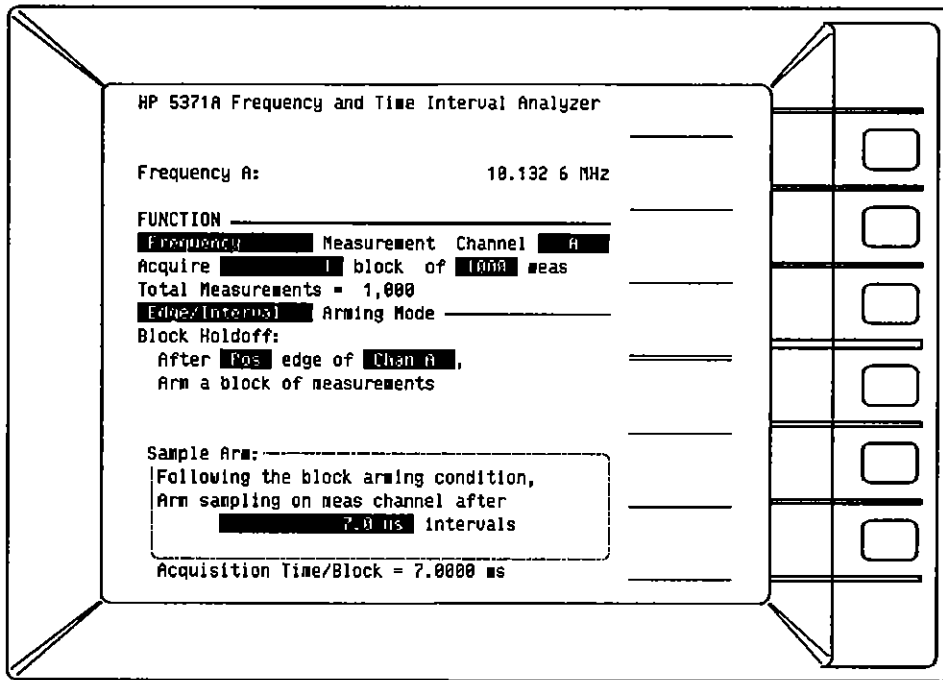 HP 5371A Frequency and Time Interval Analyzer
Frequency A: 10.132 6 MHz
FUNCTION
Frequency Measurement Channel A
Acquire 1 block of 1000 meas
Total Measurements = 1,000
Edge/Interval Arming Mode
Block Holdoff:
After Pos edge of Chan A,
Arm a block of measurements
Sample Arm:
Following the block arming condition,
Arm sampling on meas channel after
7.0 us intervals
Acquisition Time/Block = 7.0000 ms